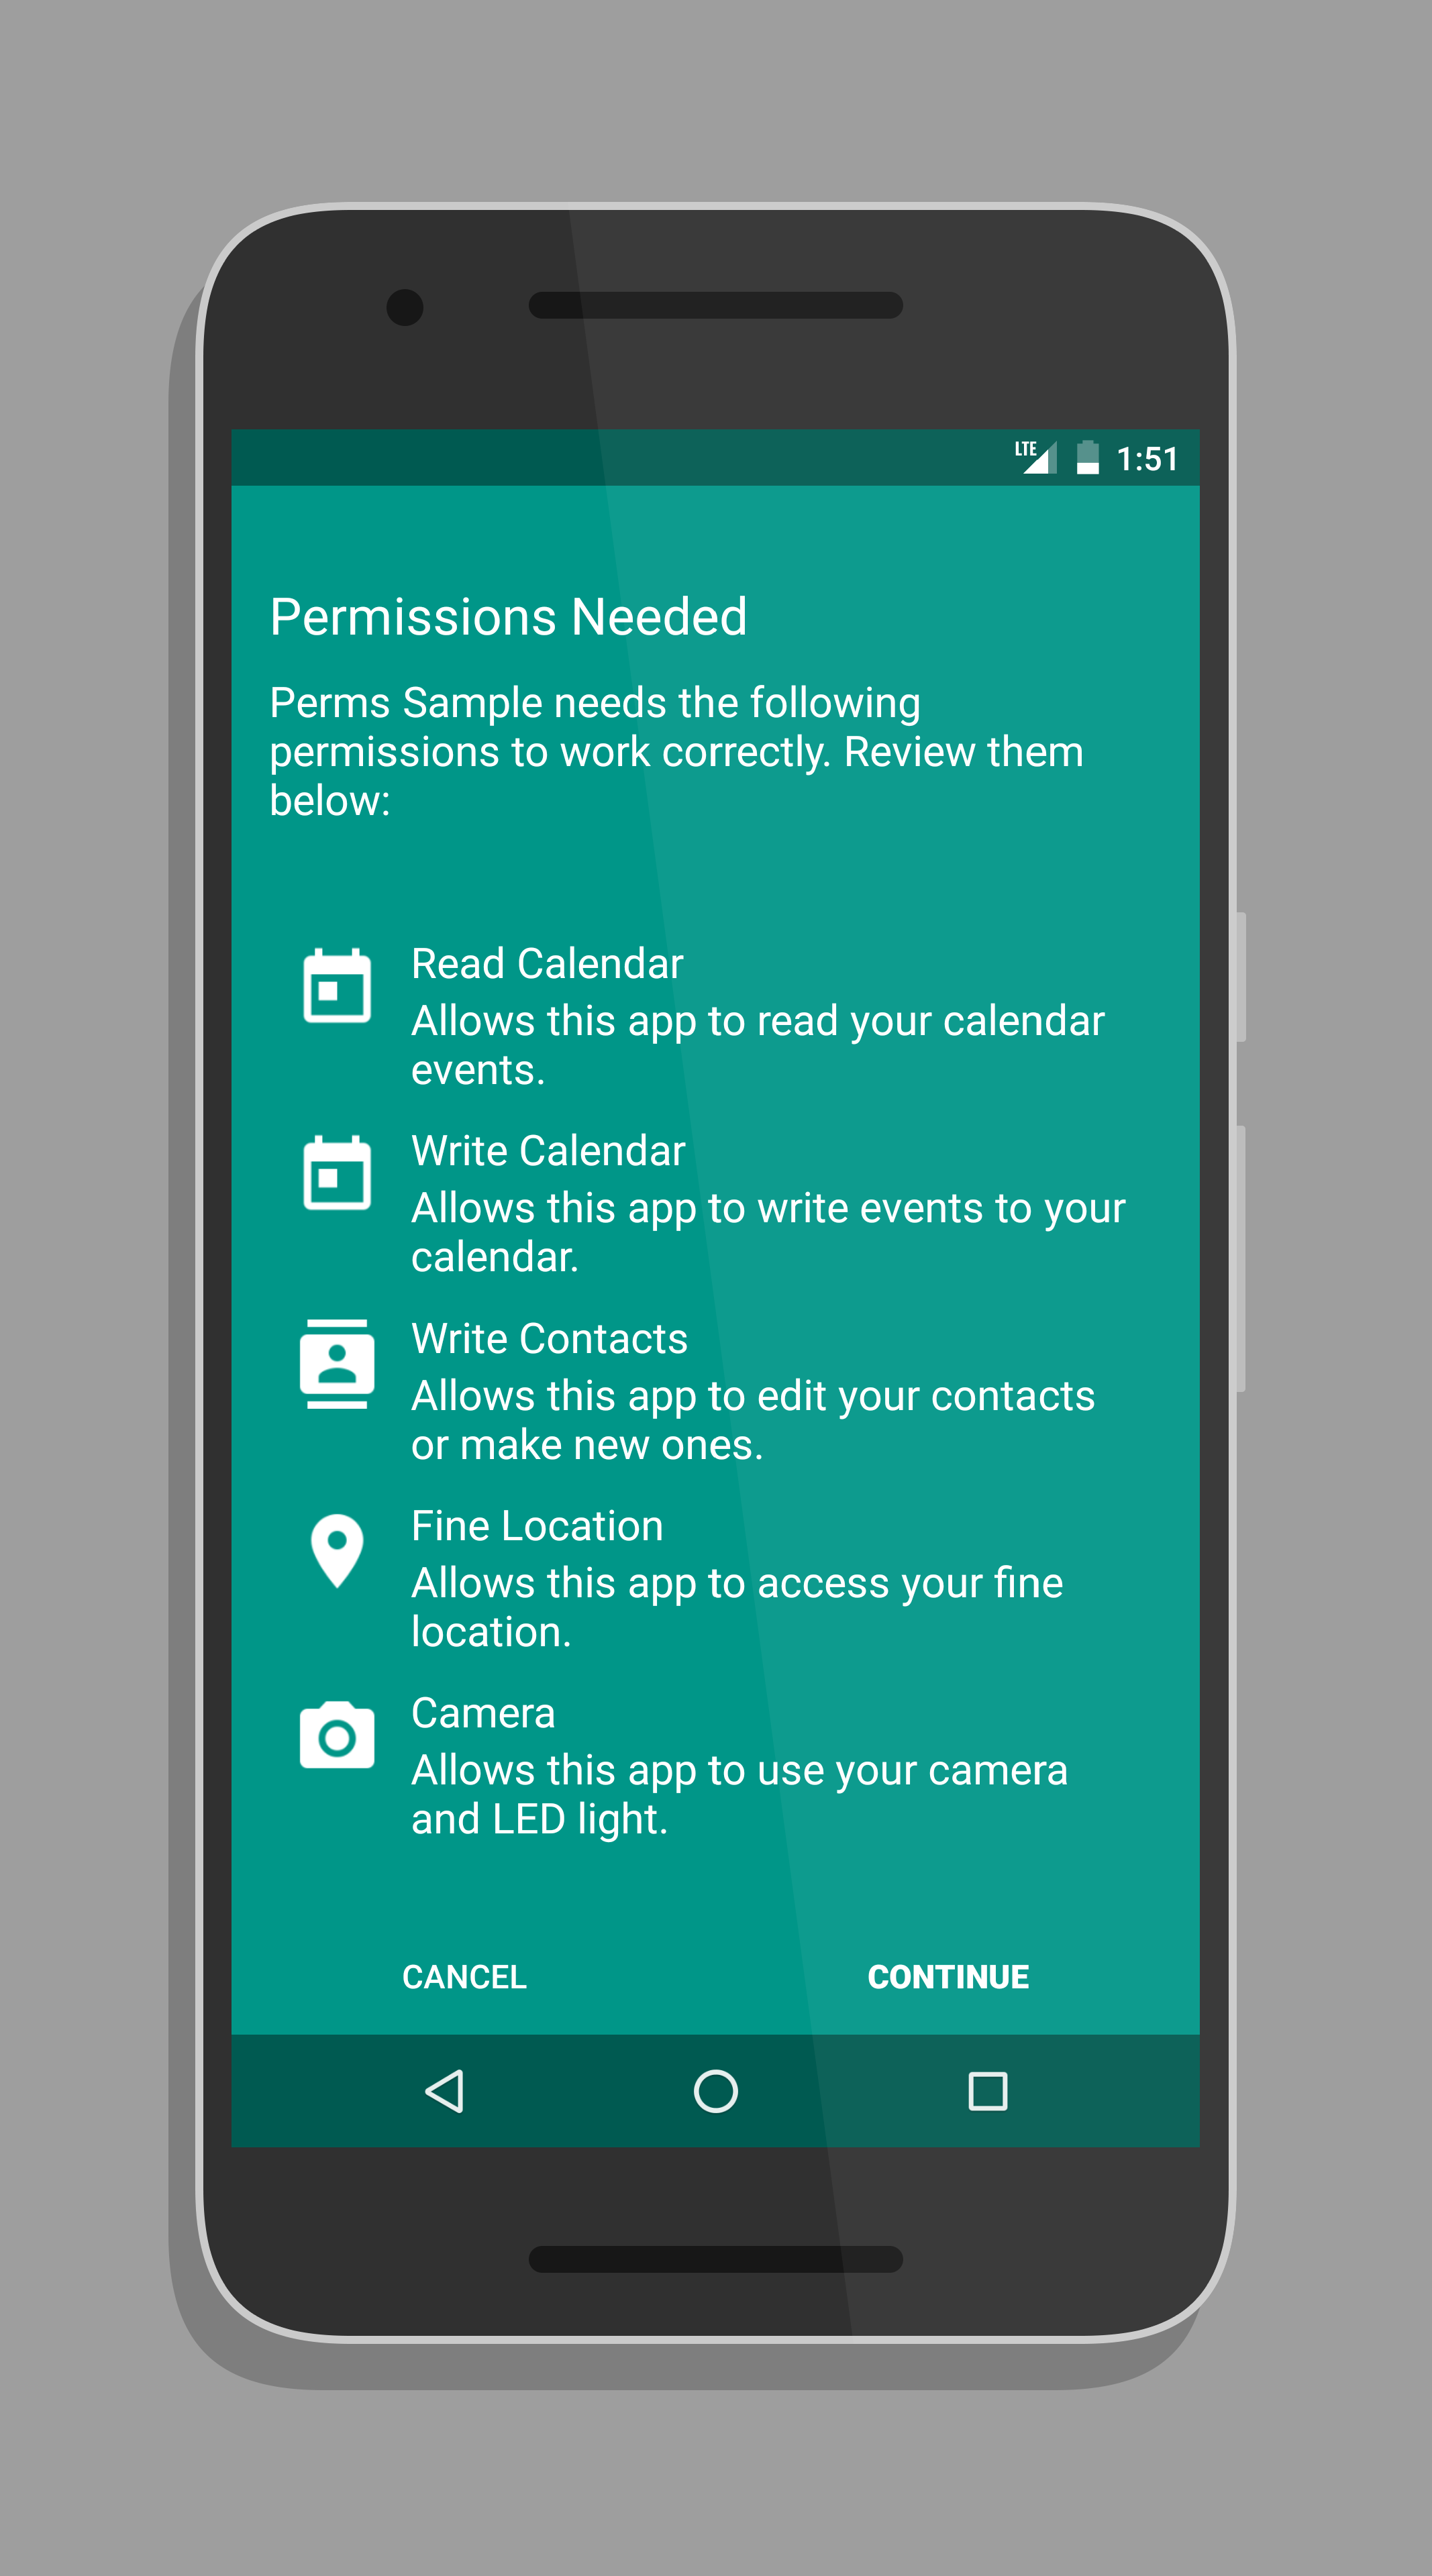 LTE 1:51
Permissions Needed
Perms Sample needs the following
permissions to work correctly. Review them
below:
Read Calendar
Allows this app to read your calendar
events.
Write Calendar
Allows this app to write events to your
calendar.
Write Contacts
Allows this app to edit your contacts
or make new ones.
Fine Location
Allows this app to access your fine
location.
Camera
Allows this app to use your camera
and LED light.
CANCEL CONTINUE